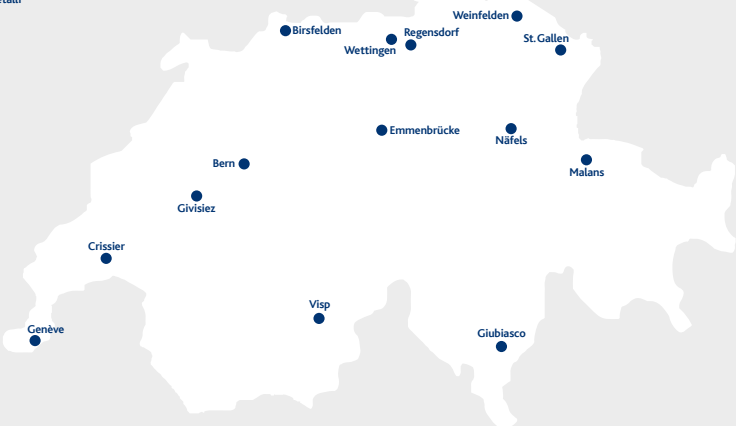 Weinfelden
Birsfelden
Regensdorf
St. Gallen
Wettingen
Emmenbrücke
Näfels
Bern
Malans
Givisiez
Crissier
Visp
Genève
Giubiasco